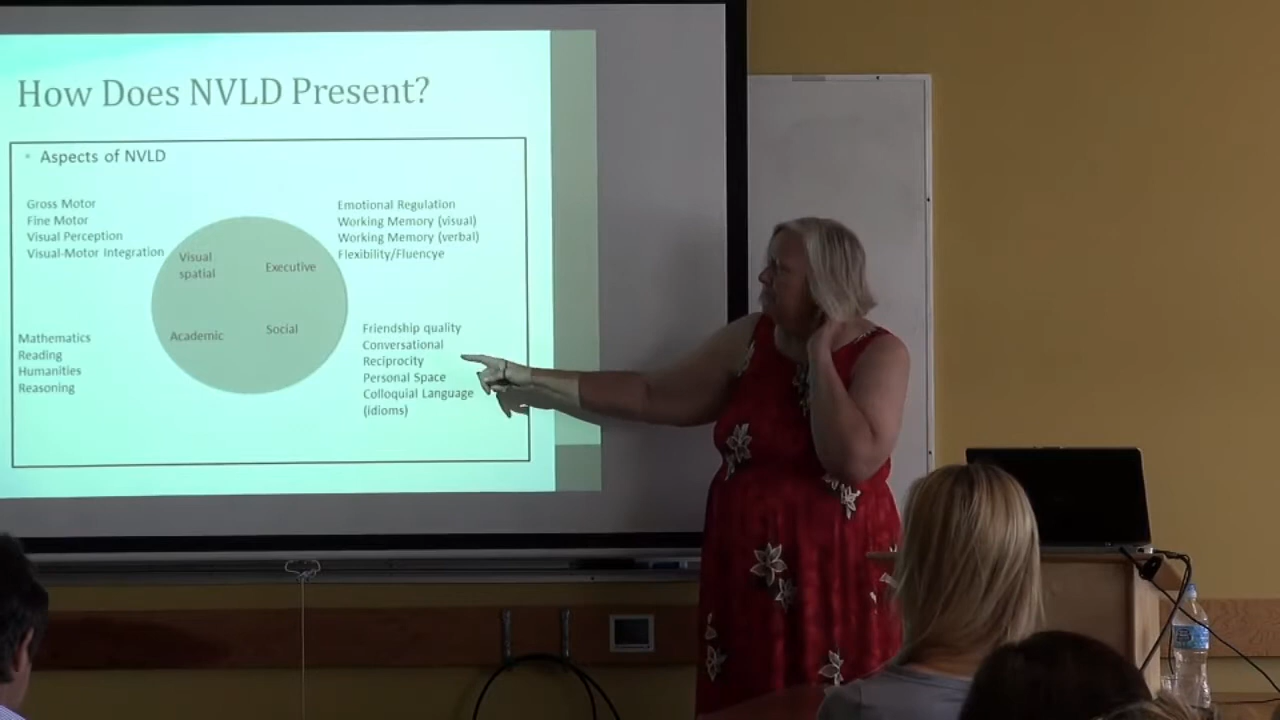 How Does NVLD Present?
Aspects of NVLD
Gross Motor
Fine Motor
Visual Perception
Visual-Motor Integration
Emotional Regulation
Working Memory (visual)
Working Memory (verbal)
Flexibility/Fluencye
Visual
spatial
Executive
Academic
Social
Mathematics
Reading
Humanities
Reasoning
Friendship quality
Conversational
Reciprocity
Personal Space
Colloquial Language
(idioms)